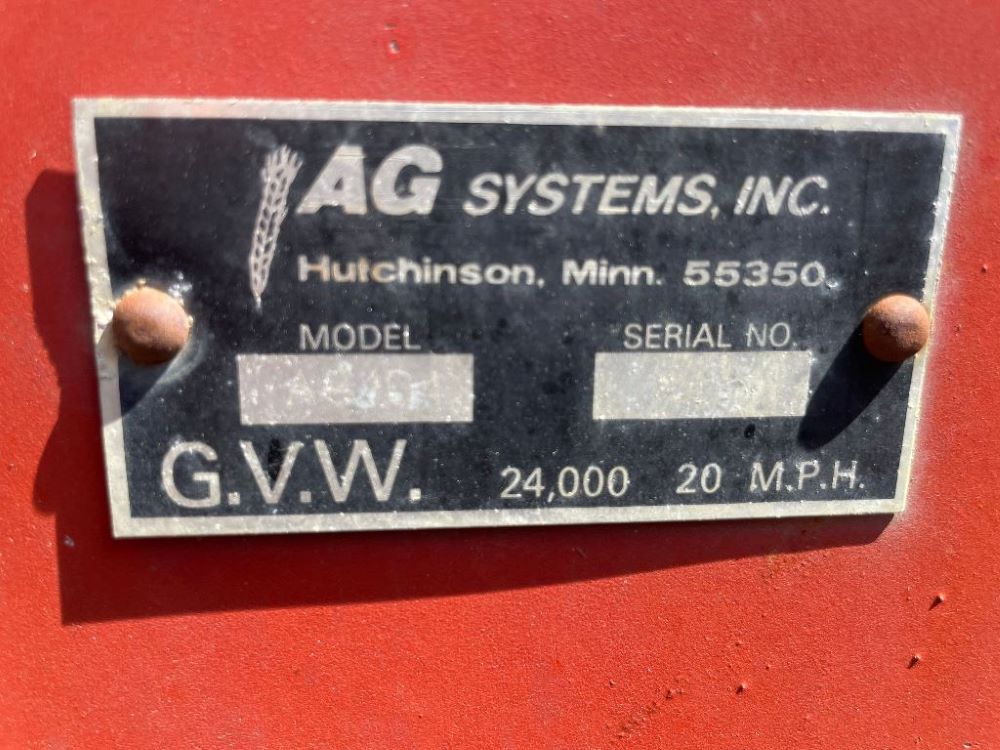 AG SYSTEMS, INC.
Hutchinson, Minn. 55350
MODEL SERIAL NO.
G.V.W. 24,000 20 M.P.H.